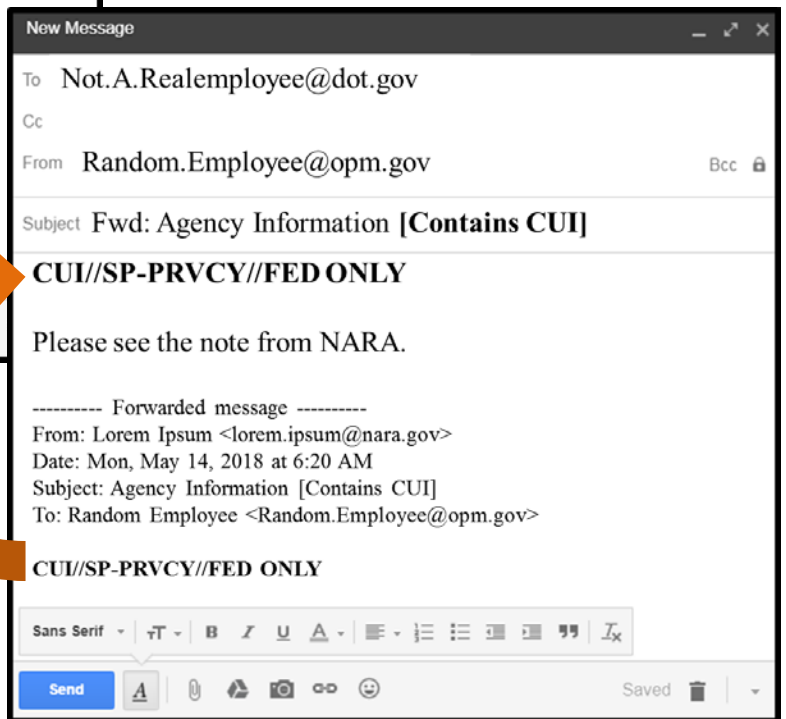 New Message
To Not.A.Realemployee@dot.gov
Cc
From Random.Employee@opm.gov Bcc
Subject Fwd: Agency Information [Contains CUI]
CUI//SP-PRVCY//FED ONLY
Please see the note from NARA.
---------- Forwarded message ----------
From: Lorem Ipsum <lorem.ipsum@nara.gov>
Date: Mon, May 14, 2018 at 6:20 AM
Subject: Agency Information [Contains CUI]
To: Random Employee <Random.Employee@opm.gov>
CUI//SP-PRVCY//FED ONLY
Sans Serif T B I U A Tx
Send A Saved